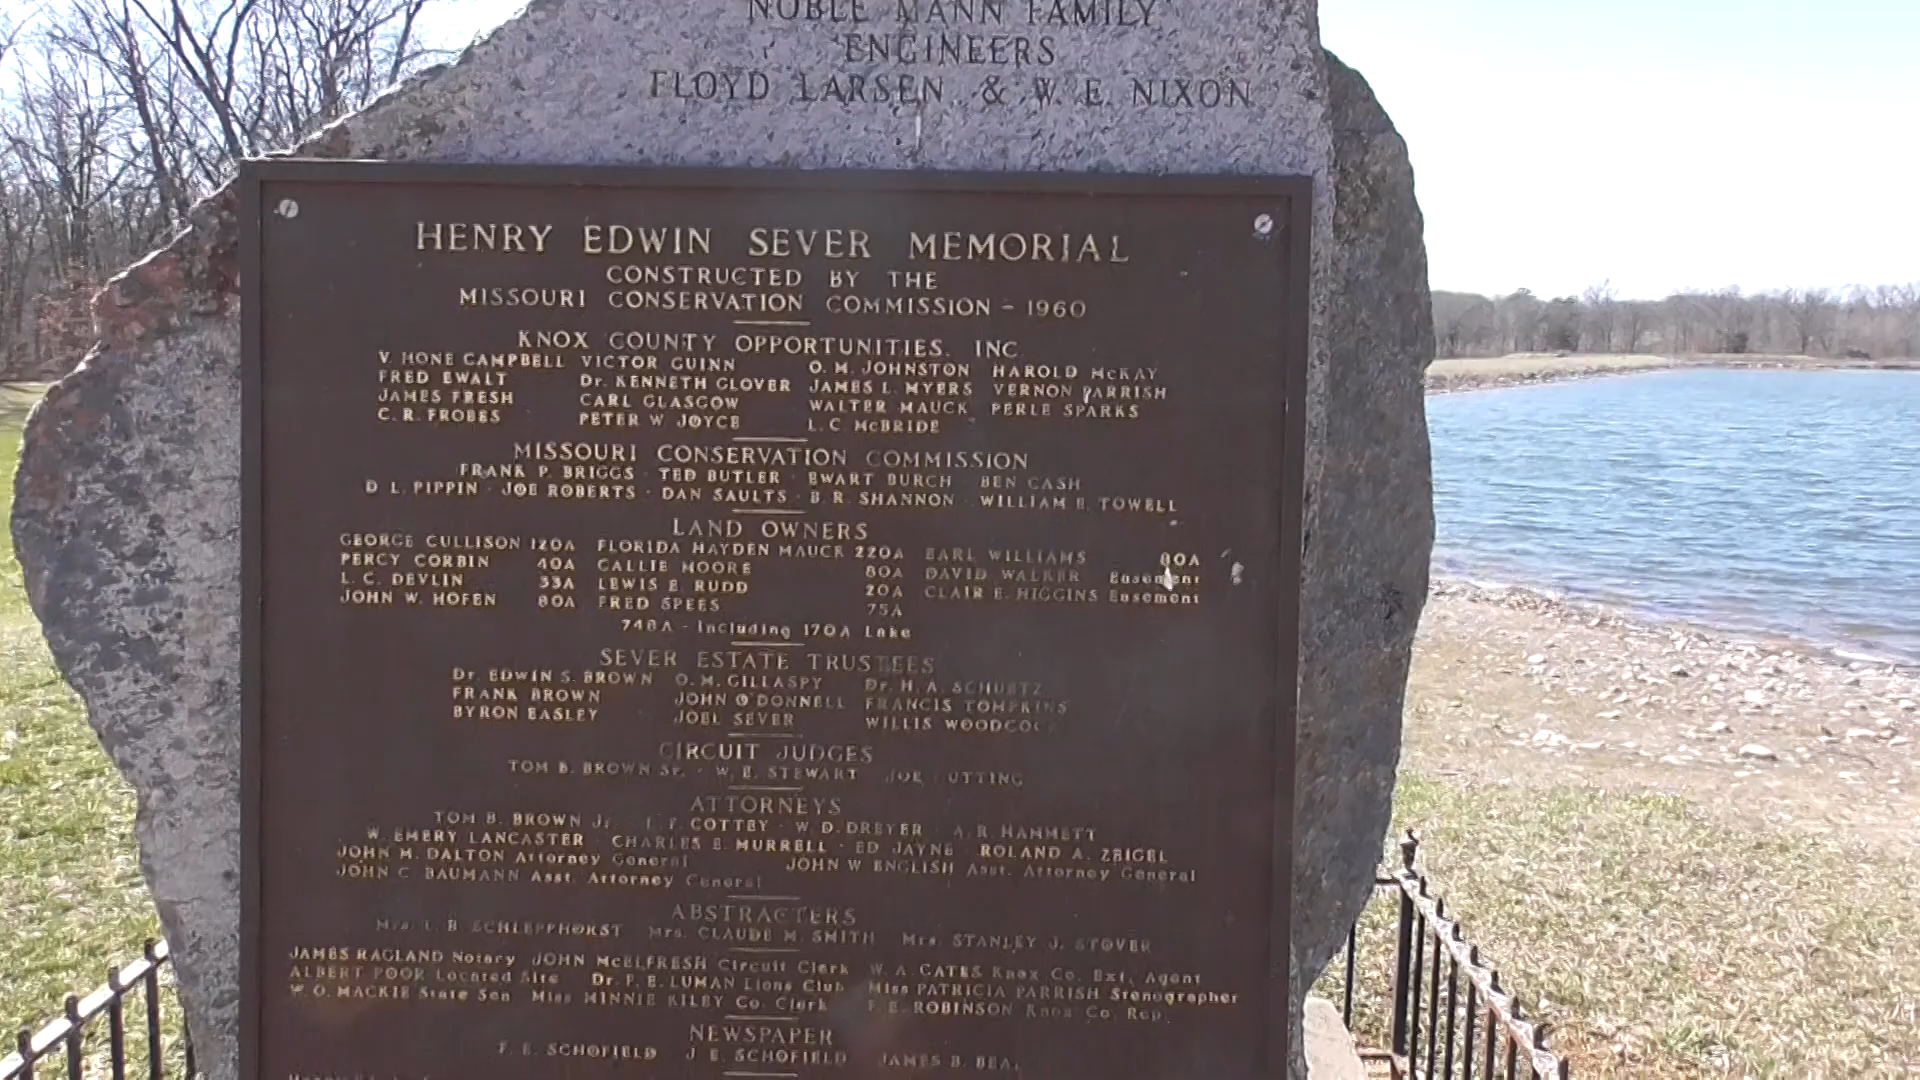 NOBLE MANN FAMILY
ENGINEERS
FLOYD LARSEN & W. E. NIXON
HENRY EDWIN SEVER MEMORIAL
CONSTRUCTED BY THE
MISSOURI CONSERVATION COMMISSION - 1960
KNOX COUNTY OPPORTUNITIES, INC.
V. HONE CAMPBELL VICTOR GUINN O. M. JOHNSTON HAROLD McKAY
FRED EWALT Dr. KENNETH GLOVER JAMES L. MYERS VERNON PARRISH
JAMES FRESH CARL GLASGOW WALTER MAUCK PERLE SPARKS
C. R. FROBES PETER W JOYCE L. C. McBRIDE
MISSOURI CONSERVATION COMMISSION
FRANK P. BRIGGS · TED BUTLER · EWART BURCH BEN CASH
D L. PIPPIN · JOE ROBERTS · DAN SAULTS · B. R. SHANNON · WILLIAM E. TOWELL
LAND OWNERS
GEORGE CULLISON 120A FLORIDA HAYDEN MAUCK 220A EARL WILLIAMS 80A
PERCY CORBIN 40A CALLIE MOORE 80A DAVID WALKER Easement
L. C. DEVLIN 33A LEWIS E. RUDD 20A CLAIR E. HIGGINS Easement
JOHN W. HOFEN 80A FRED SPEES 75A
748A - Including 170A Lake
SEVER ESTATE TRUSTEES
Dr. EDWIN S. BROWN O. M. GILLASPY Dr. H. A. SCHURTZ
FRANK BROWN JOHN O'DONNELL FRANCIS TOMPKINS
BYRON EASLEY JOEL SEVER WILLIS WOODCOCK
CIRCUIT JUDGES
TOM B. BROWN Sr. · W. E. STEWART JOE
ATTORNEYS
TOM B. BROWN Jr. COTTEY · W. D. DREYER · A. R. HAMMETT
W. EMERY LANCASTER · CHARLES E. MURRELL · ED JAYNE · ROLAND A. ZEIGEL
JOHN M. DALTON Attorney General JOHN W ENGLISH Asst. Attorney General
JOHN C BAUMANN Asst. Attorney General
ABSTRACTERS
Mrs. SCHLEPPHORST Mrs. CLAUDE M. SMITH Mrs. STANLEY J. STOVER
JAMES RAGLAND Notary JOHN McELFRESH Circuit Clerk W. A. GATES Knox Co. Ext. Agent
ALBERT POOR Located Site Dr. P. E. LUMAN Lions Club Miss PATRICIA PARRISH Stenographer
W. O. MACKIE State Sen Miss MINNIE KILBY Co. Clerk F. E. ROBINSON Knox Co. Rep.
NEWSPAPER
F. E. SCHOFIELD J. E. SCHOFIELD JAMES B.